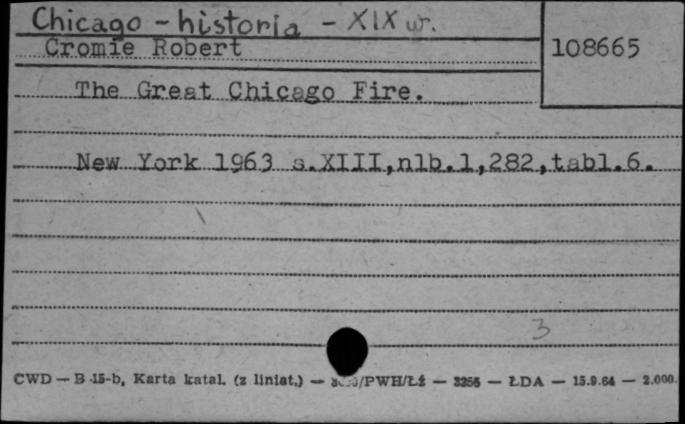 Chicago - historia - XIX w.
Cromie Robert
108665
The Great Chicago Fire.
New York 1963 s.XIII,nlb.1,282,tabl.6.
3
CWD — B-15-b, Karta katal. (z liniat.) — /PWH/Łź — 3256 — ŁDA — 15.9.64 — 2.000.